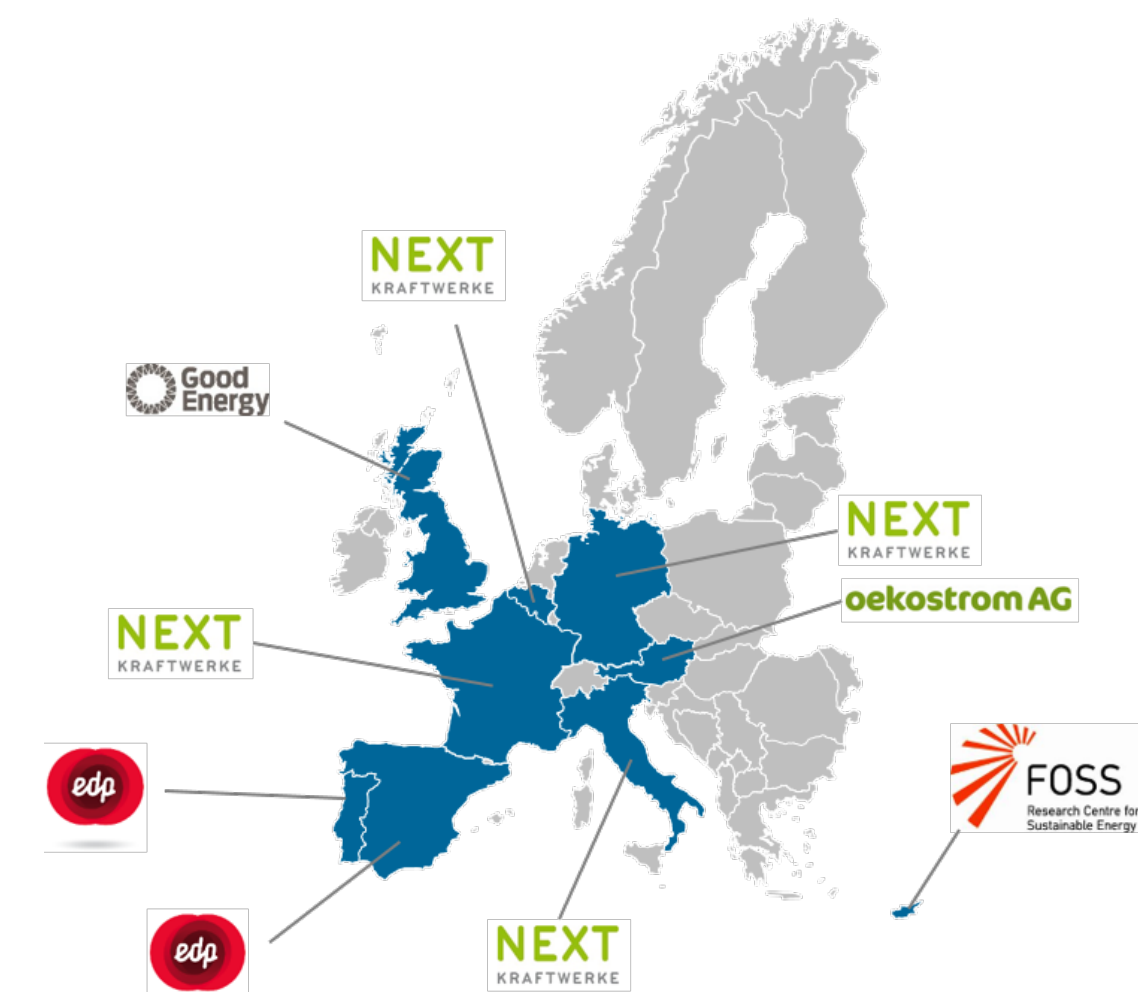 NEXT
KRAFTWERKE
Good
Energy
NEXT
KRAFTWERKE
oekostrom AG
NEXT
KRAFTWERKE
FOSS
Research Centre for
Sustainable Energy
edp
edp
NEXT
KRAFTWERKE